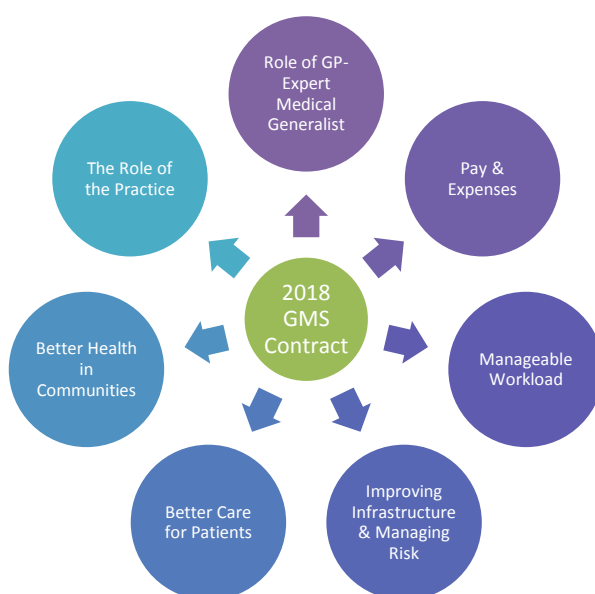 Role of GP-
Expert
Medical
Generalist
Pay &
Expenses
Manageable
Workload
Improving
Infrastructure
& Managing
Risk
Better Care
for Patients
Better Health
in
Communities
The Role of
the Practice
2018
GMS
Contract